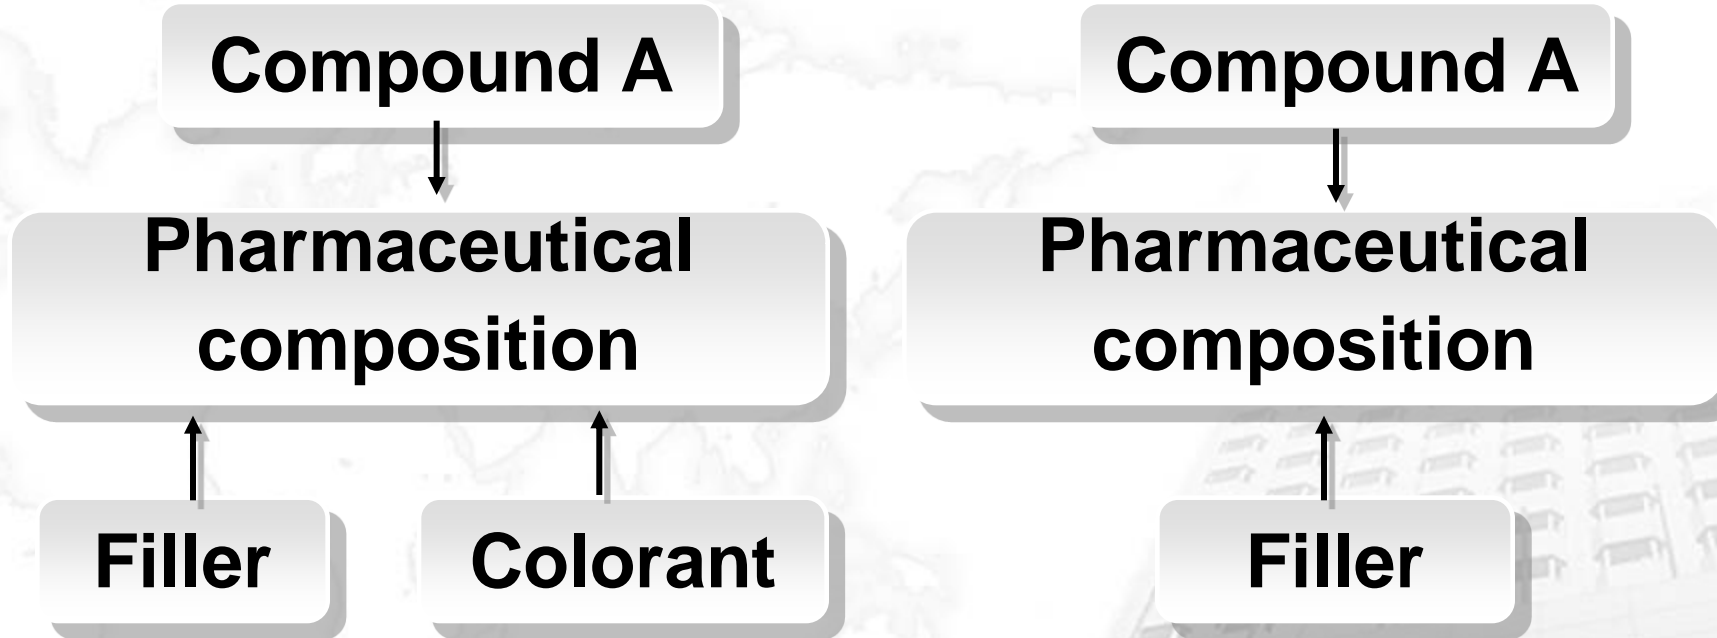 Compound A
Pharmaceutical
composition
Filler
Colorant
Compound A
Pharmaceutical
composition
Filler